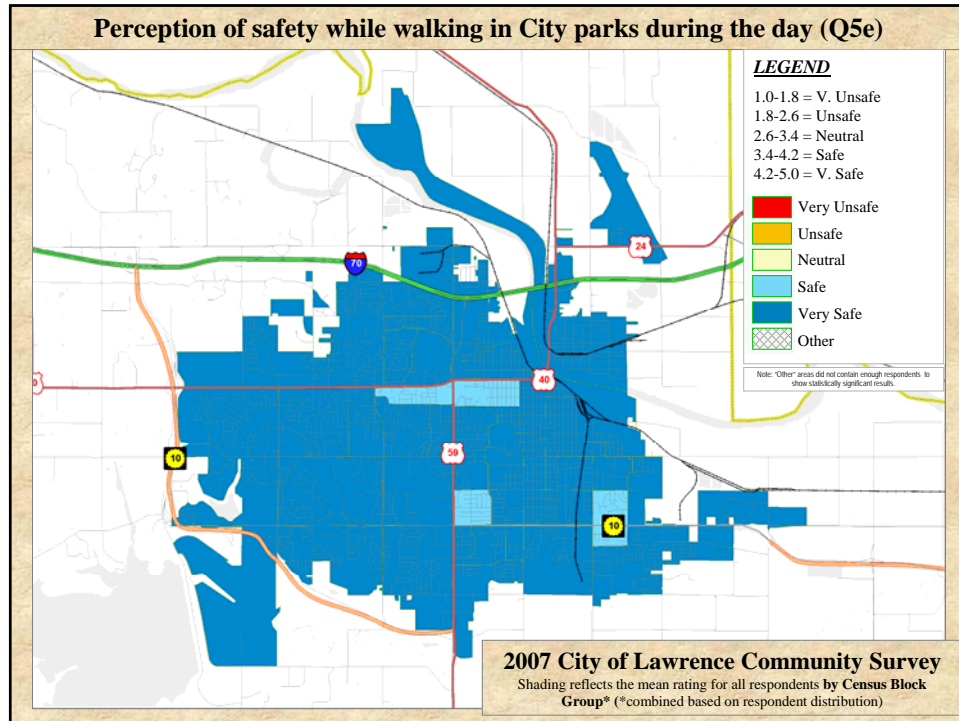 Perception of safety while walking in City parks during the day (Q5e)
LEGEND
1.0-1.8 = V. Unsafe
1.8-2.6 = Unsafe
2.6-3.4 = Neutral
3.4-4.2 = Safe
4.2-5.0 = V. Safe
Very Unsafe
Unsafe
Neutral
Safe
Very Safe
Other
Note: "Other" areas did not contain enough respondents to
show statistically significant results.
24
70
40
0
59
10
10
2007 City of Lawrence Community Survey
Shading reflects the mean rating for all respondents by Census Block
Group* (*combined based on respondent distribution)